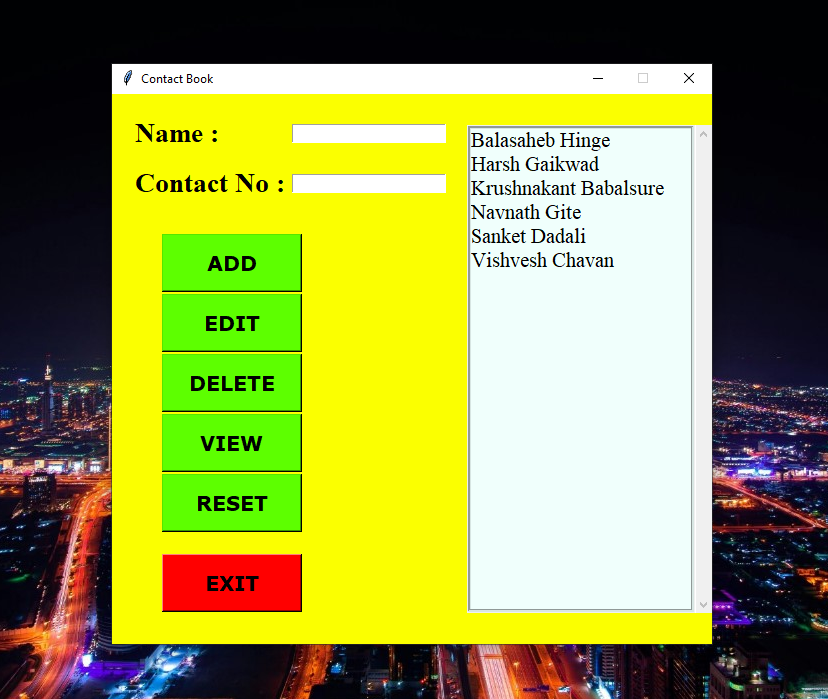 Contact Book
Name :
Contact No :
ADD
EDIT
DELETE
VIEW
RESET
EXIT
Balasaheb Hinge
Harsh Gaikwad
Krushnakant Babalsure
Navnath Gite
Sanket Dadali
Vishvesh Chavan